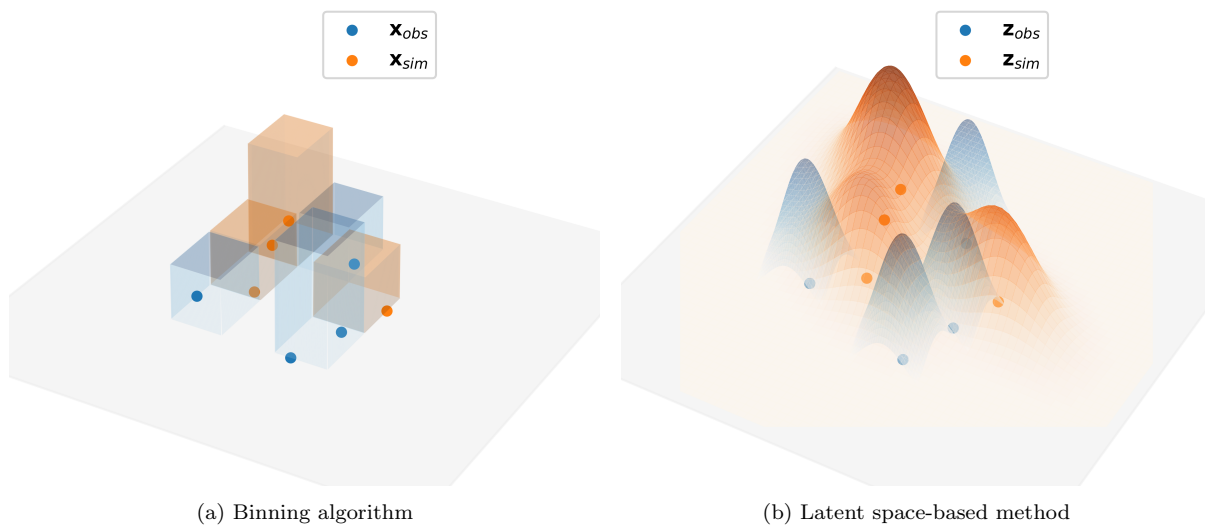 x_obs
x_sim
z_obs
z_sim
(a) Binning algorithm
(b) Latent space-based method